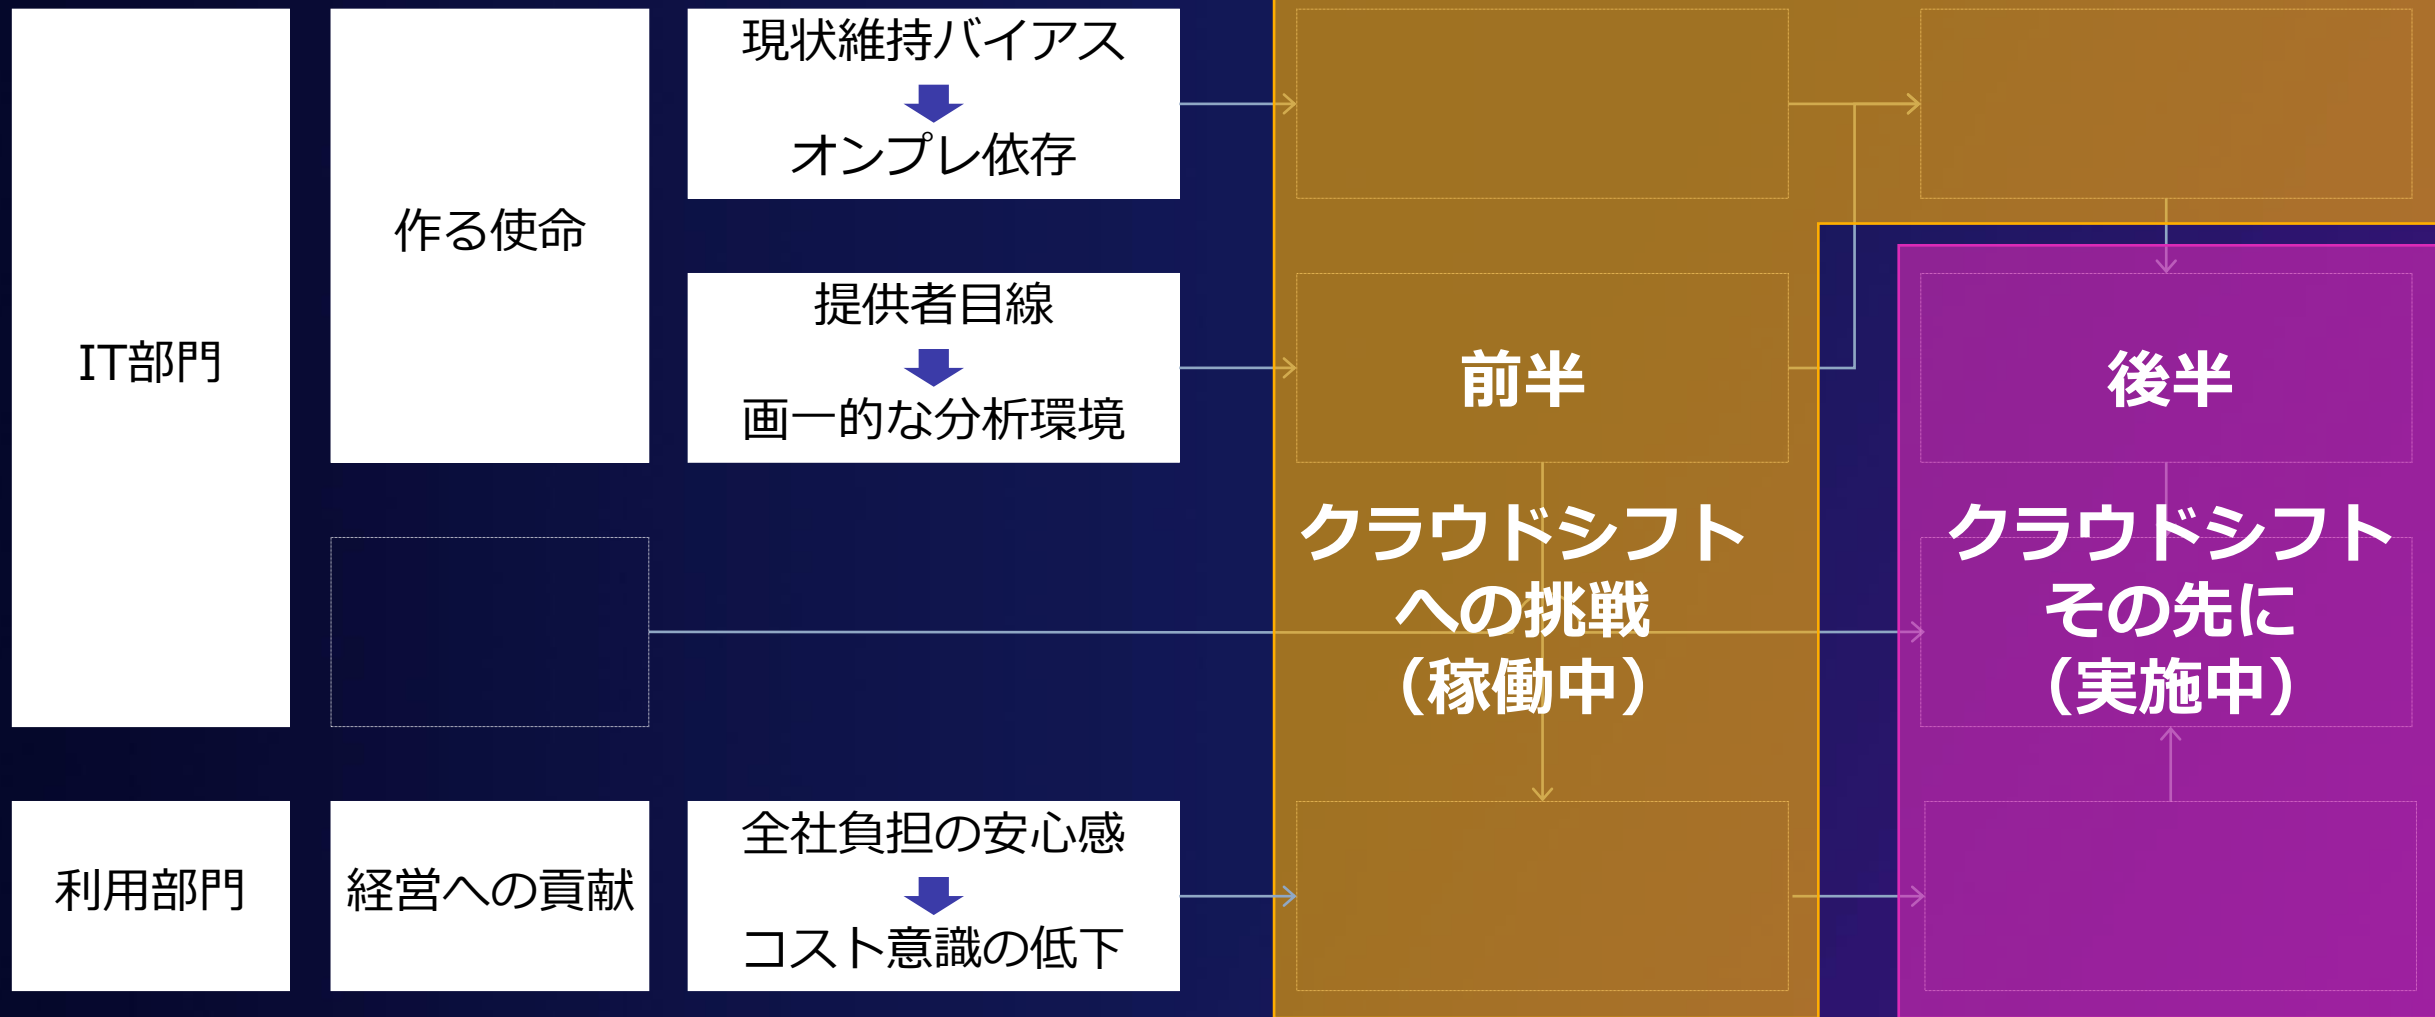 IT部門
作る使命
現状維持バイアス
オンプレ依存
提供者目線
画一的な分析環境
利用部門
経営への貢献
全社負担の安心感
コスト意識の低下
前半
クラウドシフト
への挑戦
（稼働中）
後半
クラウドシフト
その先に
（実施中）